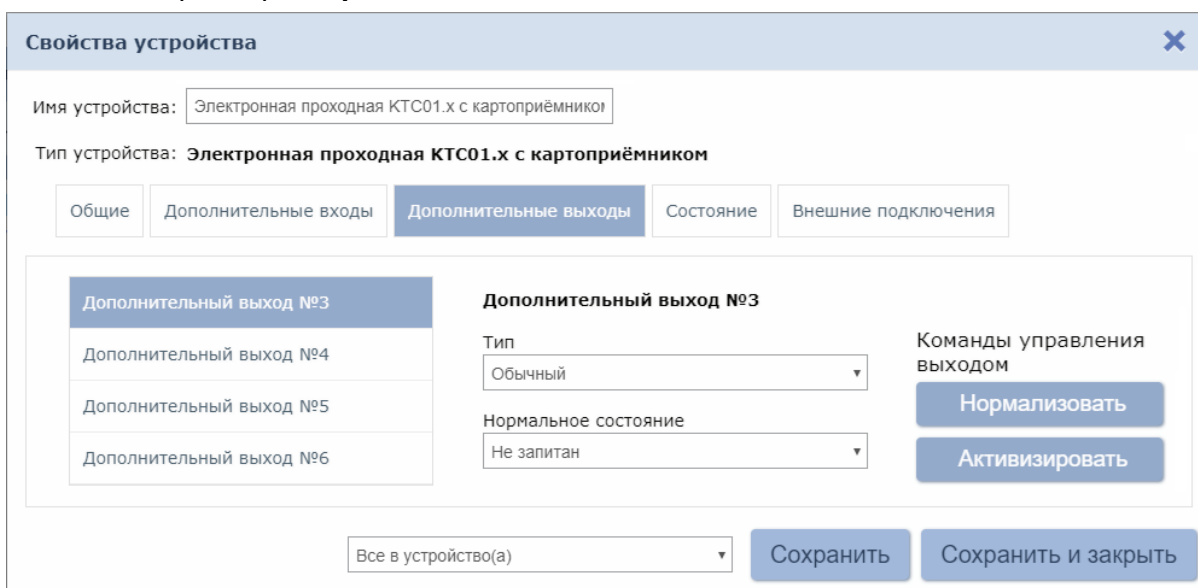 Свойства устройства
Имя устройства: Электронная проходная KTC01.x с картоприёмником
Тип устройства: Электронная проходная KTC01.x с картоприёмником
Общие Дополнительные входы Дополнительные выходы Состояние Внешние подключения
Дополнительный выход №3
Дополнительный выход №4
Дополнительный выход №5
Дополнительный выход №6
Дополнительный выход №3
Тип
Обычный
Нормальное состояние
Не запитан
Команды управления
выходом
Нормализовать
Активизировать
Все в устройство(а)
Сохранить
Сохранить и закрыть